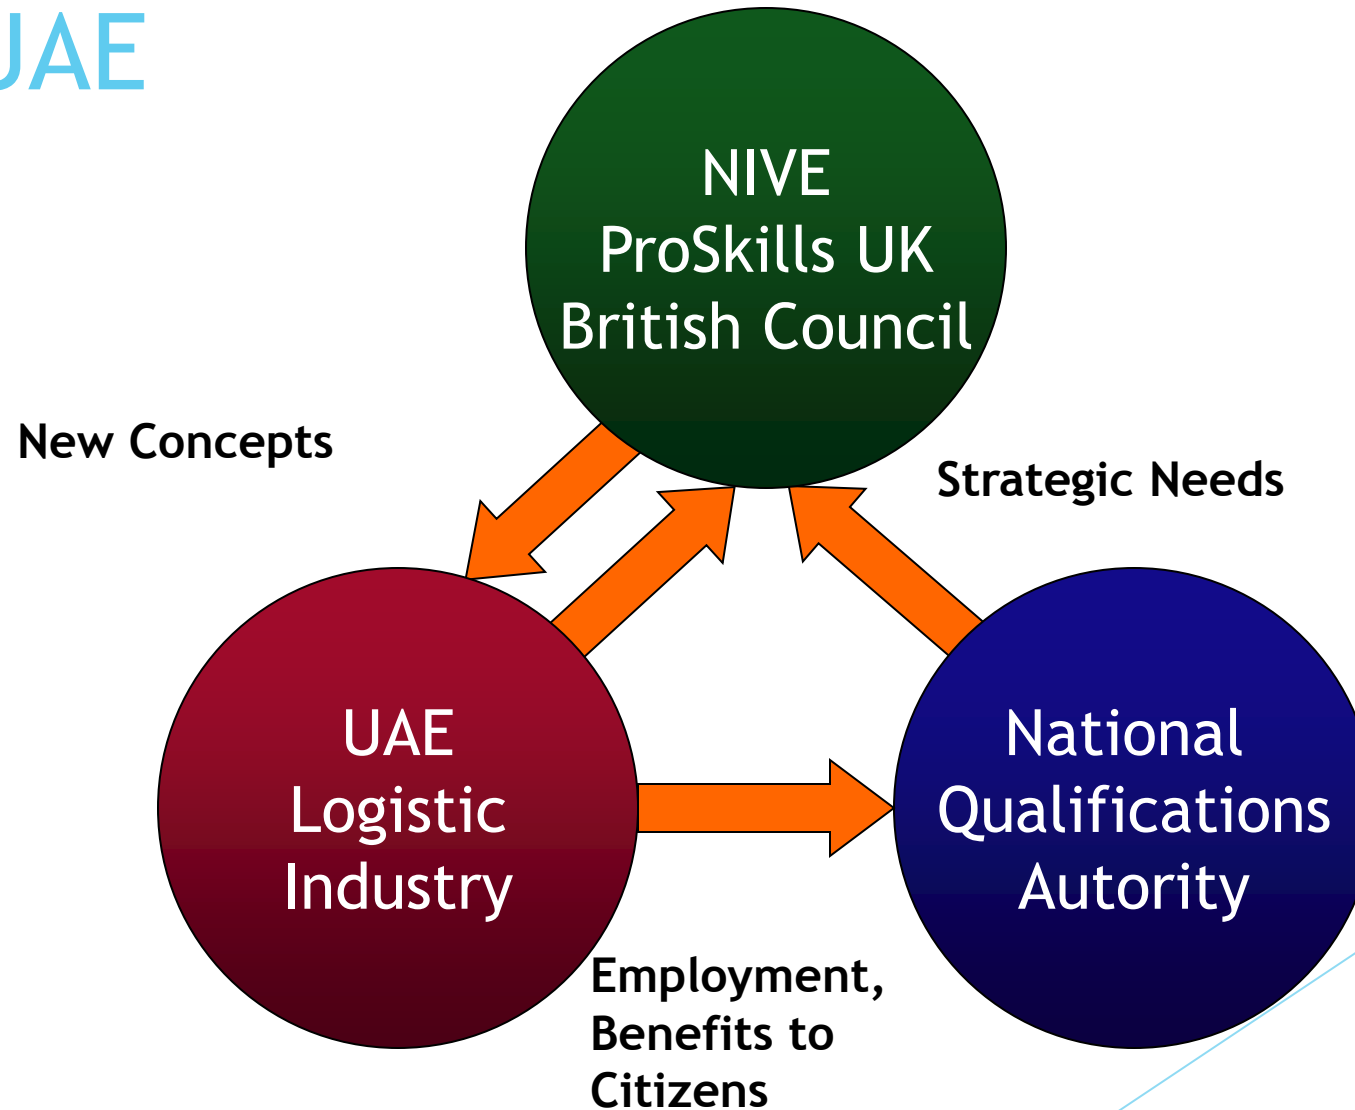 UAE
NIVE
ProSkills UK
British Council
New Concepts
Strategic Needs
UAE
Logistic
Industry
National
Qualifications
Autority
Employment,
Benefits to
Citizens